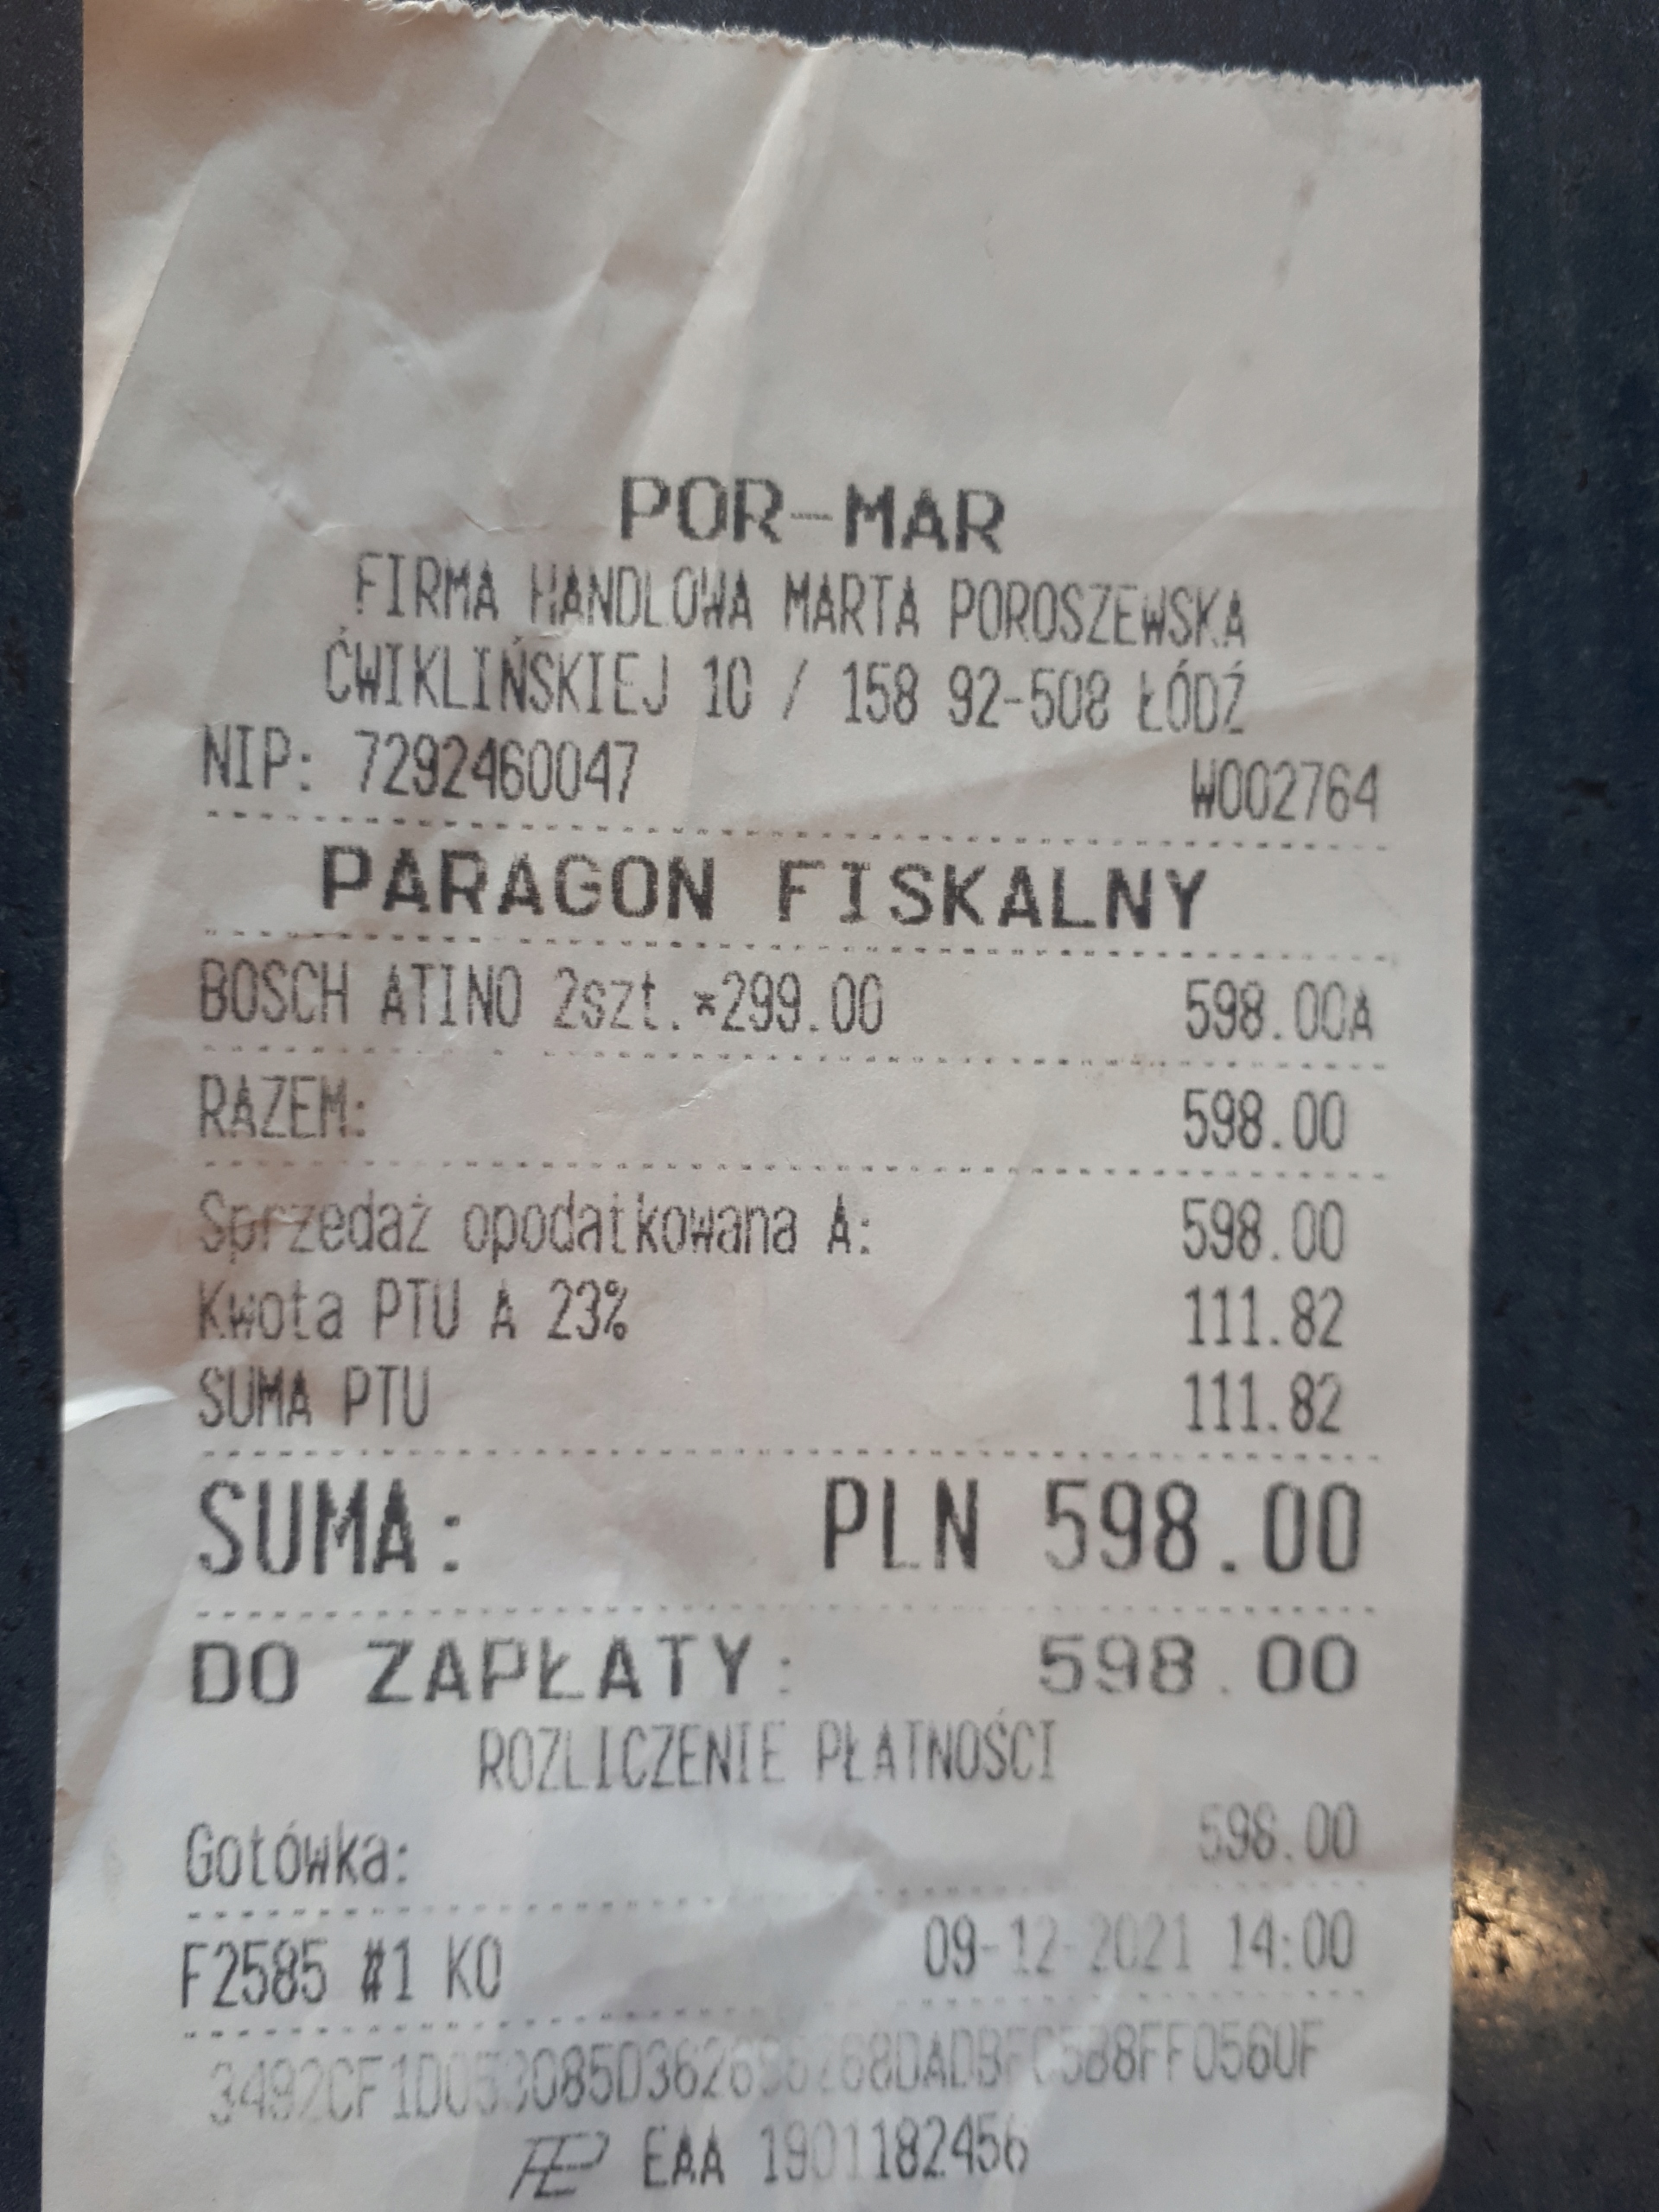 POR-MAR
FIRMA HANDLOWA MARTA POROSZEWSKA
ĆWIKLIŃSKIEJ 10 / 158 92-508 ŁÓDŹ
NIP: 7292460047 W002764
PARAGON FISKALNY
BOSCH ATINO 2szt.*299.00 598.00A
RAZEM: 598.00
Sprzedaż opodatkowana A: 598.00
Kwota PTU A 23% 111.82
SUMA PTU 111.82
SUMA: PLN 598.00
DO ZAPŁATY: 598.00
ROZLICZENIE PŁATNOŚCI
Gotówka: 598.00
F2585 #1 KO 09-12-2021 14:00
EAA 1901182456